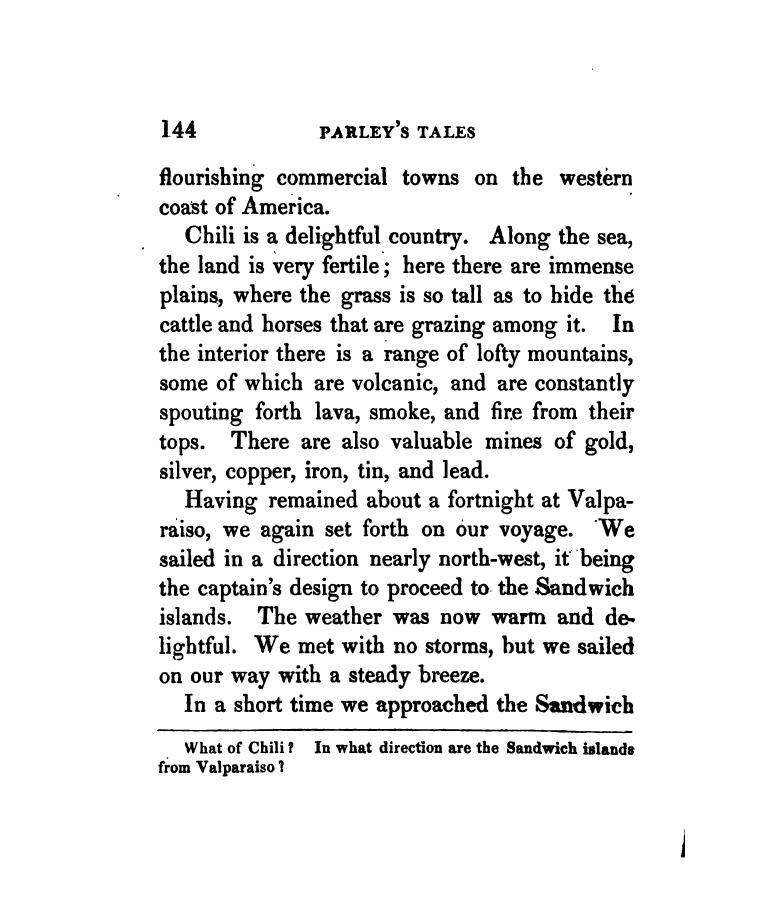 144 PARLEY'S TALES
flourishing commercial towns on the western
coast of America.
Chili is a delightful country. Along the sea,
the land is very fertile; here there are immense
plains, where the grass is so tall as to hide the
cattle and horses that are grazing among it. In
the interior there is a range of lofty mountains,
some of which are volcanic, and are constantly
spouting forth lava, smoke, and fire from their
tops. There are also valuable mines of gold,
silver, copper, iron, tin, and lead.
Having remained about a fortnight at Valpa-
raiso, we again set forth on our voyage. We
sailed in a direction nearly north-west, it being
the captain's design to proceed to the Sandwich
islands. The weather was now warm and de-
lightful. We met with no storms, but we sailed
on our way with a steady breeze.
In a short time we approached the Sandwich
What of Chili? In what direction are the Sandwich islands
from Valparaiso?